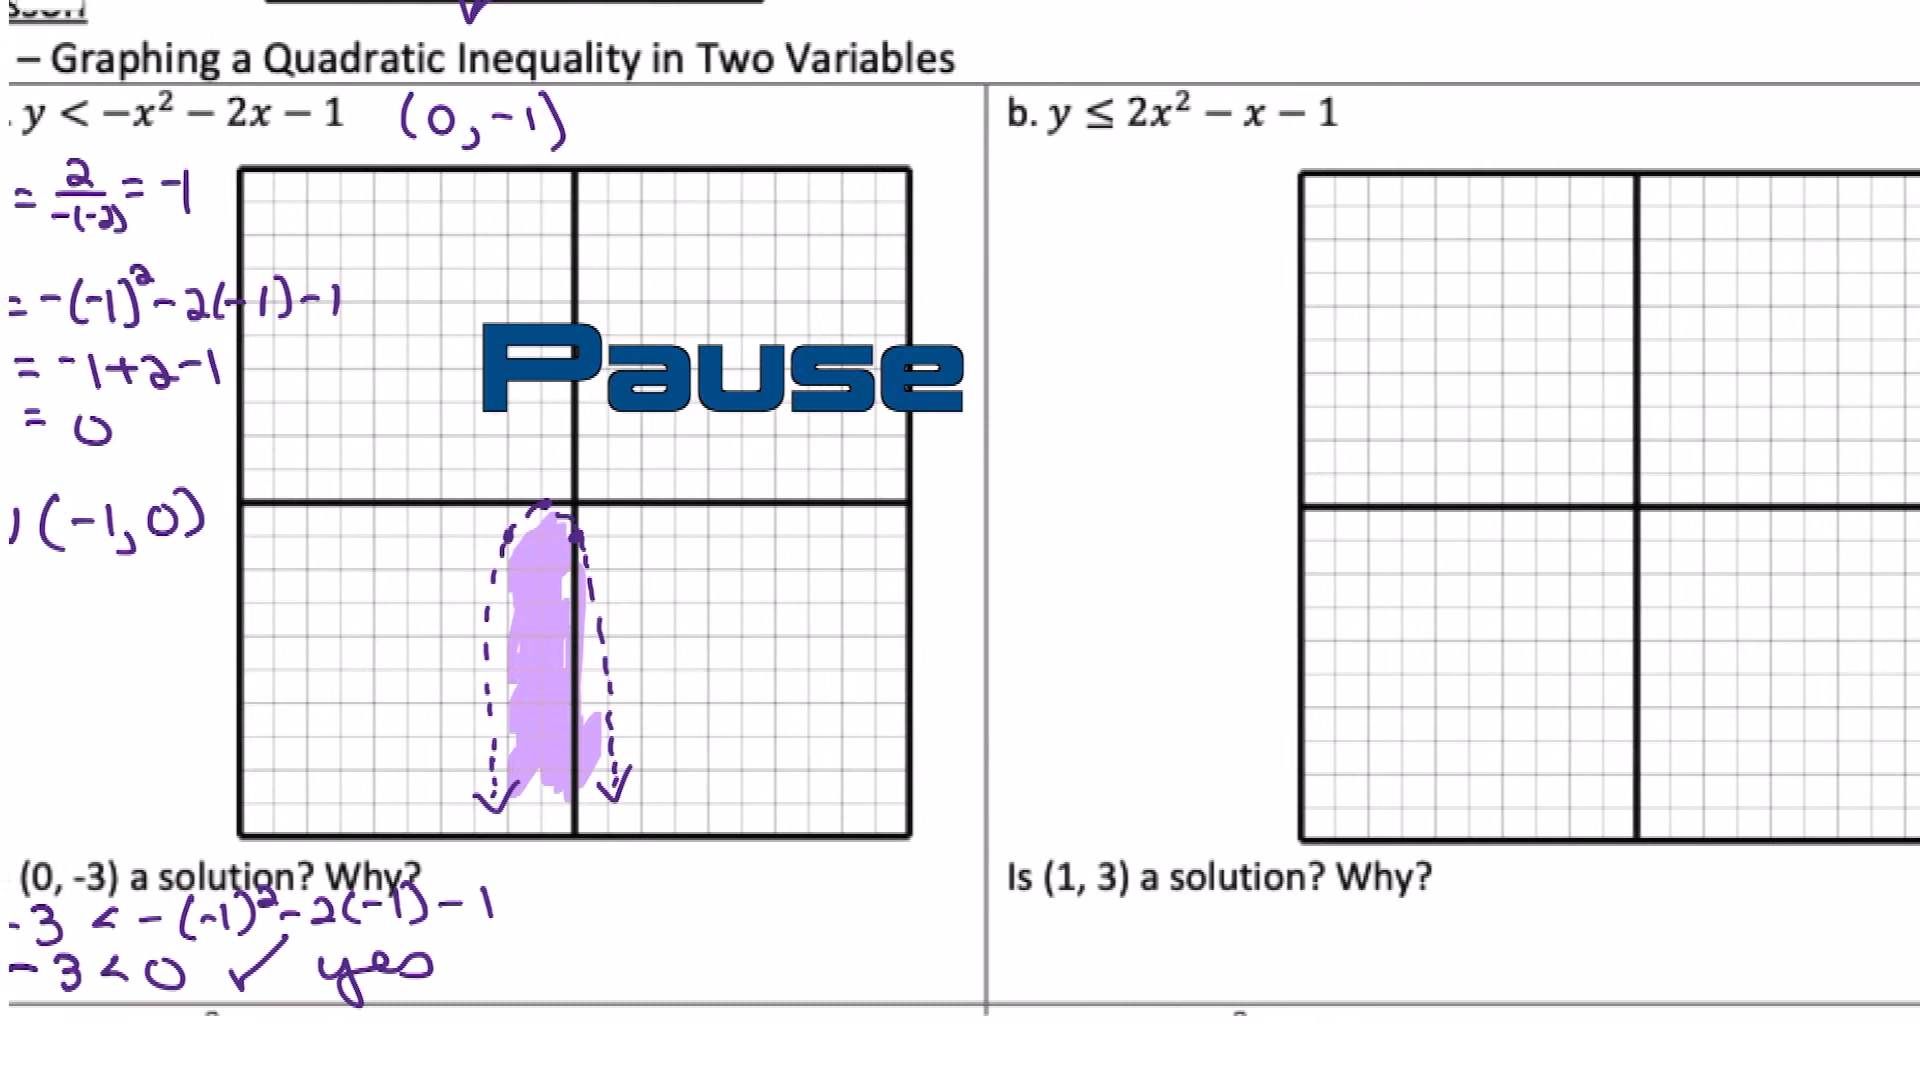 – Graphing a Quadratic Inequality in Two Variables
. y < −x² − 2x − 1 (0, -1)
= 2/-(-2) = -1
= -(-1)² - 2(-1) - 1
= -1+2-1
= 0
) (-1, 0)
Pause
(0, -3) a solution? Why?
-3 < -(-1)² - 2(-1) - 1
-3 < 0 ✓ yes
b. y ≤ 2x² − x − 1
Is (1, 3) a solution? Why?